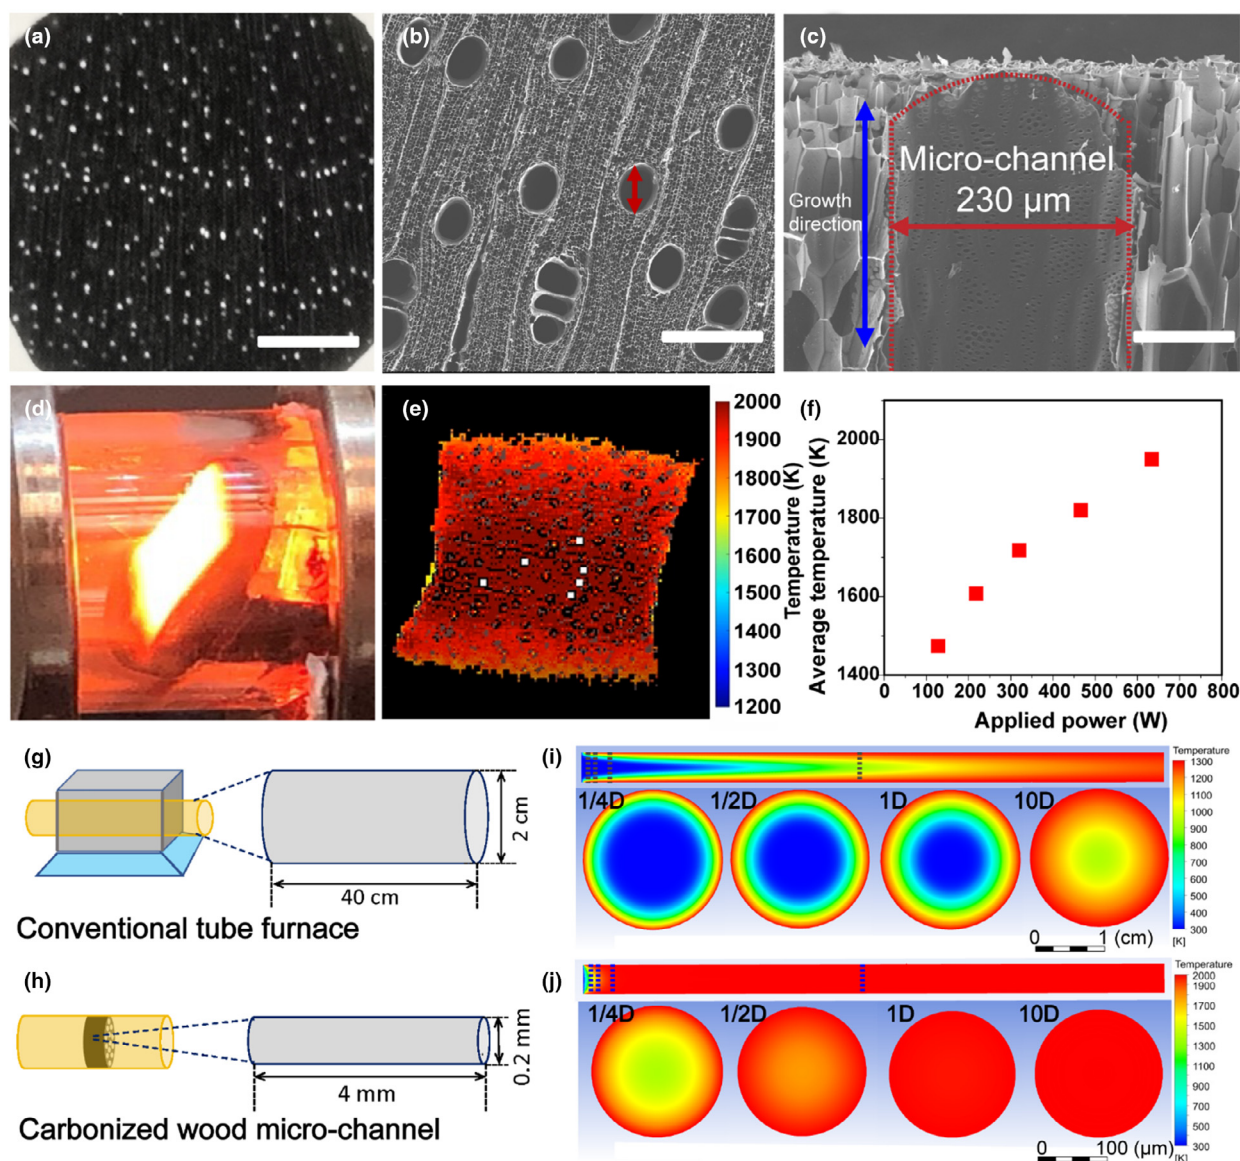 (a)
(b)
(c)
Micro-channel
230 µm
Growth
direction
(d)
(e)
2000
1900
1800
1700
1600
1500
1400
1300
1200
Temperature (K)
(f)
Average temperature (K)
2000
1800
1600
1400
0 100 200 300 400 500 600 700 800
Applied power (W)
(g)
2 cm
40 cm
Conventional tube furnace
(h)
0.2 mm
4 mm
Carbonized wood micro-channel
(i)
1/4D
1/2D
1D
10D
0 1 (cm)
Temperature
1300
1200
1100
1000
900
800
700
600
500
400
300
[K]
(j)
1/4D
1/2D
1D
10D
0 100 (µm)
Temperature
2000
1900
1700
1500
1300
1100
900
700
500
300
[K]